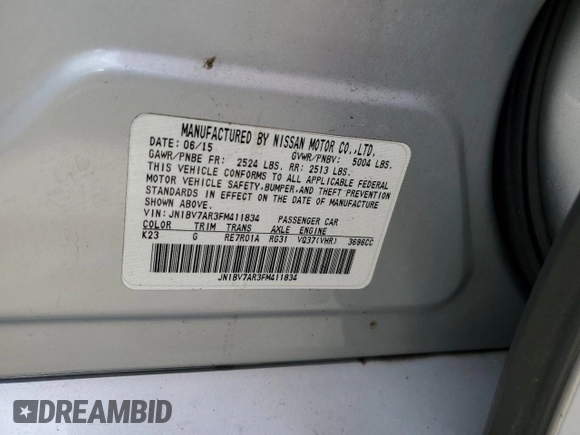 MANUFACTURED BY NISSAN MOTOR CO.,LTD.
DATE: 06/15 GVWR/PNBV: 5004 LBS.
GAWR/PNBE FR: 2524 LBS. RR: 2513 LBS.
THIS VEHICLE CONFORMS TO ALL APPLICABLE FEDERAL
MOTOR VEHICLE SAFETY,BUMPER,AND THEFT PREVENTION
STANDARDS IN EFFECT ON THE DATE OF MANUFACTURE
SHOWN ABOVE.
VIN: JN1BV7AR3FM411834 PASSENGER CAR
COLOR TRIM TRANS AXLE ENGINE
K23 G RE7R01A RG31 VQ37(VHR) 3696CC
JN1BV7AR3FM411834
DREAMBID